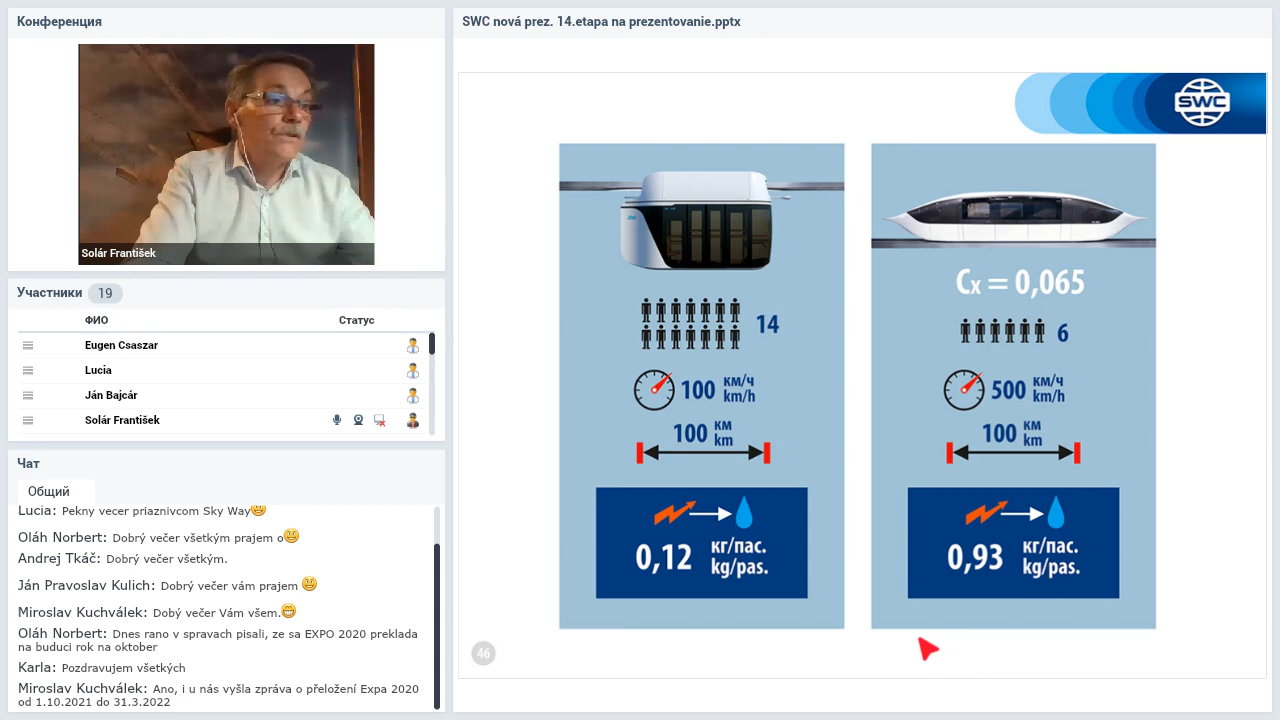 Конференция
Solár František
Участники 19
ФИО Статус
Eugen Csaszar
Lucia
Ján Bajcár
Solár František
Чат
Общий
Lucia: Pekny vecer priaznivcom Sky Way
Oláh Norbert: Dobrý večer všetkým prajem o
Andrej Tkáč: Dobrý večer všetkým.
Ján Pravoslav Kulich: Dobrý večer vám prajem
Miroslav Kuchválek: Dobý večer Vám všem.
Oláh Norbert: Dnes rano v spravach pisali, ze sa EXPO 2020 preklada
na buduci rok na oktober
Karla: Pozdravujem všetkých
Miroslav Kuchválek: Ano, i u nás vyšla zpráva o přeložení Expa 2020
od 1.10.2021 do 31.3.2022
SWC nová prez. 14.etapa na prezentovanie.pptx
SWC
14
100 км/ч
km/h
100 км
km
0,12 кг/пас.
kg/pas.
Cx = 0,065
6
500 км/ч
km/h
100 км
km
0,93 кг/пас.
kg/pas.
46